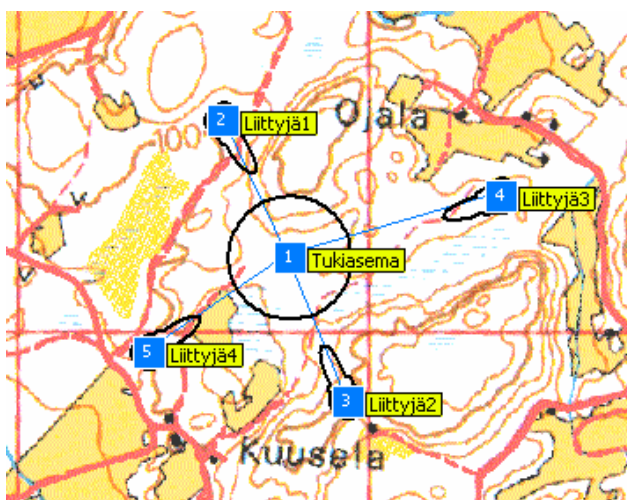 2 Liittyjä1
Ojala
100
4 Liittyjä3
1 Tukiasema
5 Liittyjä4
3 Liittyjä2
Kuusela